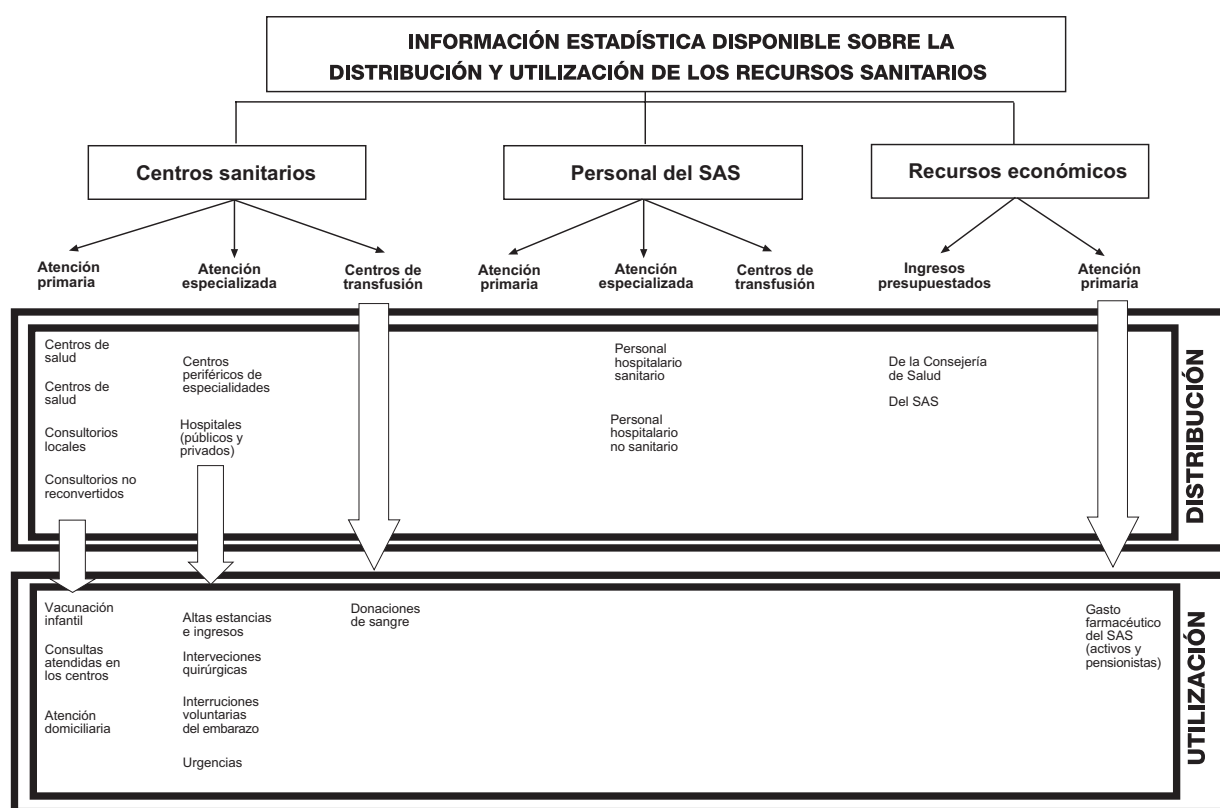 INFORMACIÓN ESTADÍSTICA DISPONIBLE SOBRE LA
DISTRIBUCIÓN Y UTILIZACIÓN DE LOS RECURSOS SANITARIOS
Centros sanitarios
Personal del SAS
Recursos económicos
Atención
primaria
Atención
especializada
Centros de
transfusión
Atención
primaria
Atención
especializada
Centros de
transfusión
Ingresos
presupuestados
Atención
primaria
DISTRIBUCIÓN
Centros de
salud
Centros de
salud
Consultorios
locales
Consultorios no
reconvertidos
Centros
periféricos de
especialidades
Hospitales
(públicos y
privados)
Personal
hospitalario
sanitario
Personal
hospitalario
no sanitario
De la Consejería
de Salud
Del SAS
UTILIZACIÓN
Vacunación
infantil
Consultas
atendidas en
los centros
Atención
domiciliaria
Altas estancias
e ingresos
Interveciones
quirúrgicas
Interruciones
voluntarias
del embarazo
Urgencias
Donaciones
de sangre
Gasto
farmacéutico
del SAS
(activos y
pensionistas)